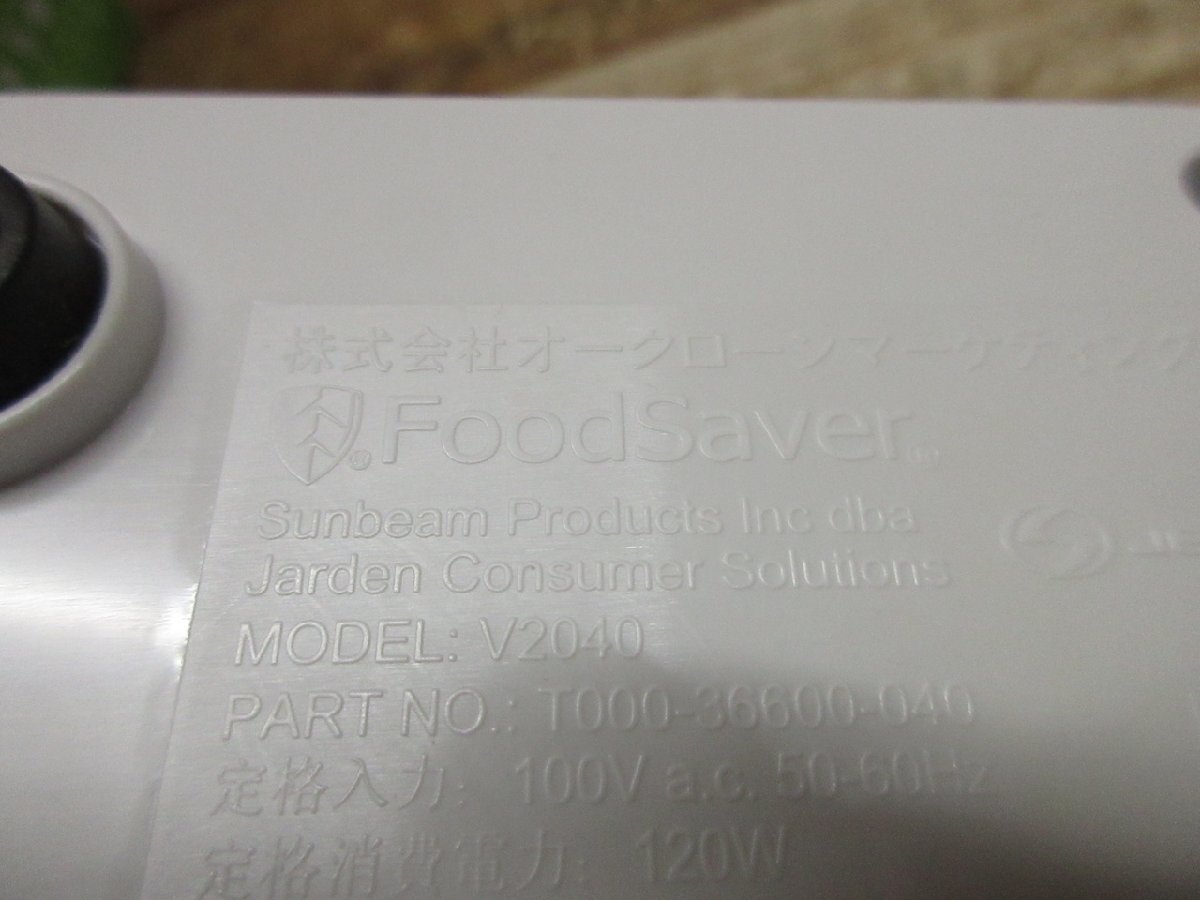 株式会社オークローンマーケティング
FoodSaver®
Sunbeam Products Inc dba
Jarden Consumer Solutions
MODEL: V2040
PART NO.: T000-36600-040
定格入力: 100V a.c. 50-60Hz
定格消費電力: 120W